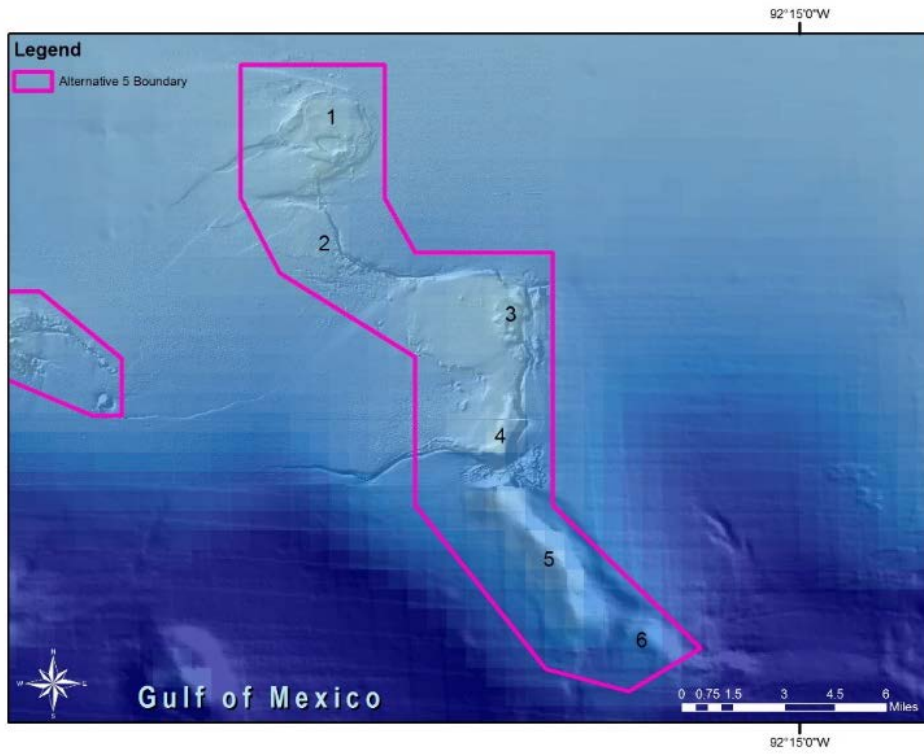 92°15'0"W
Legend
Alternative 5 Boundary
1
2
3
4
5
6
N
W E
S
Gulf of Mexico
0 0.75 1.5 3 4.5 6
Miles
92°15'0"W